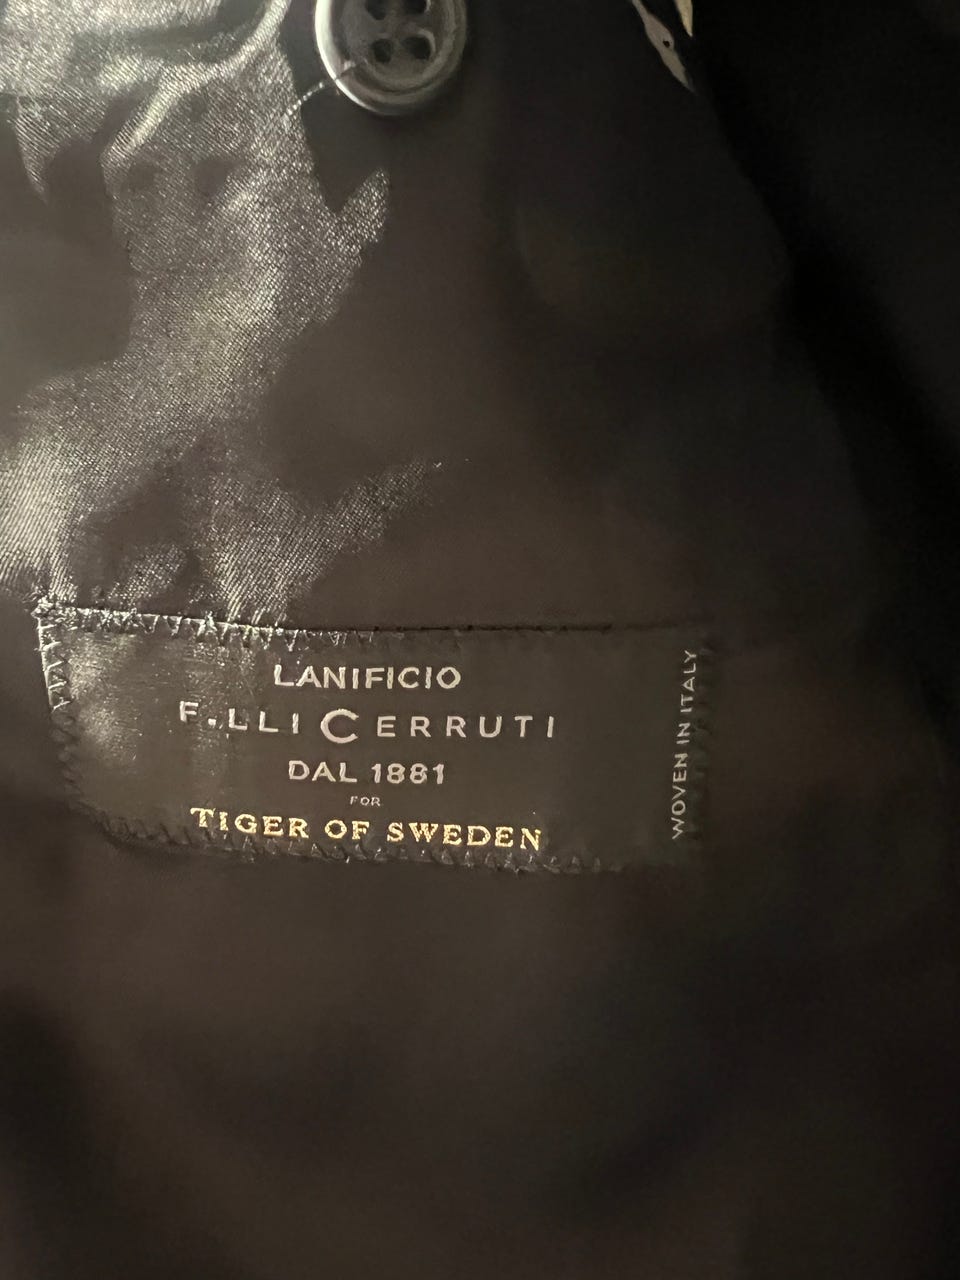 LANIFICIO
F.LLI CERRUTI
DAL 1881
FOR
TIGER OF SWEDEN
WOVEN IN ITALY